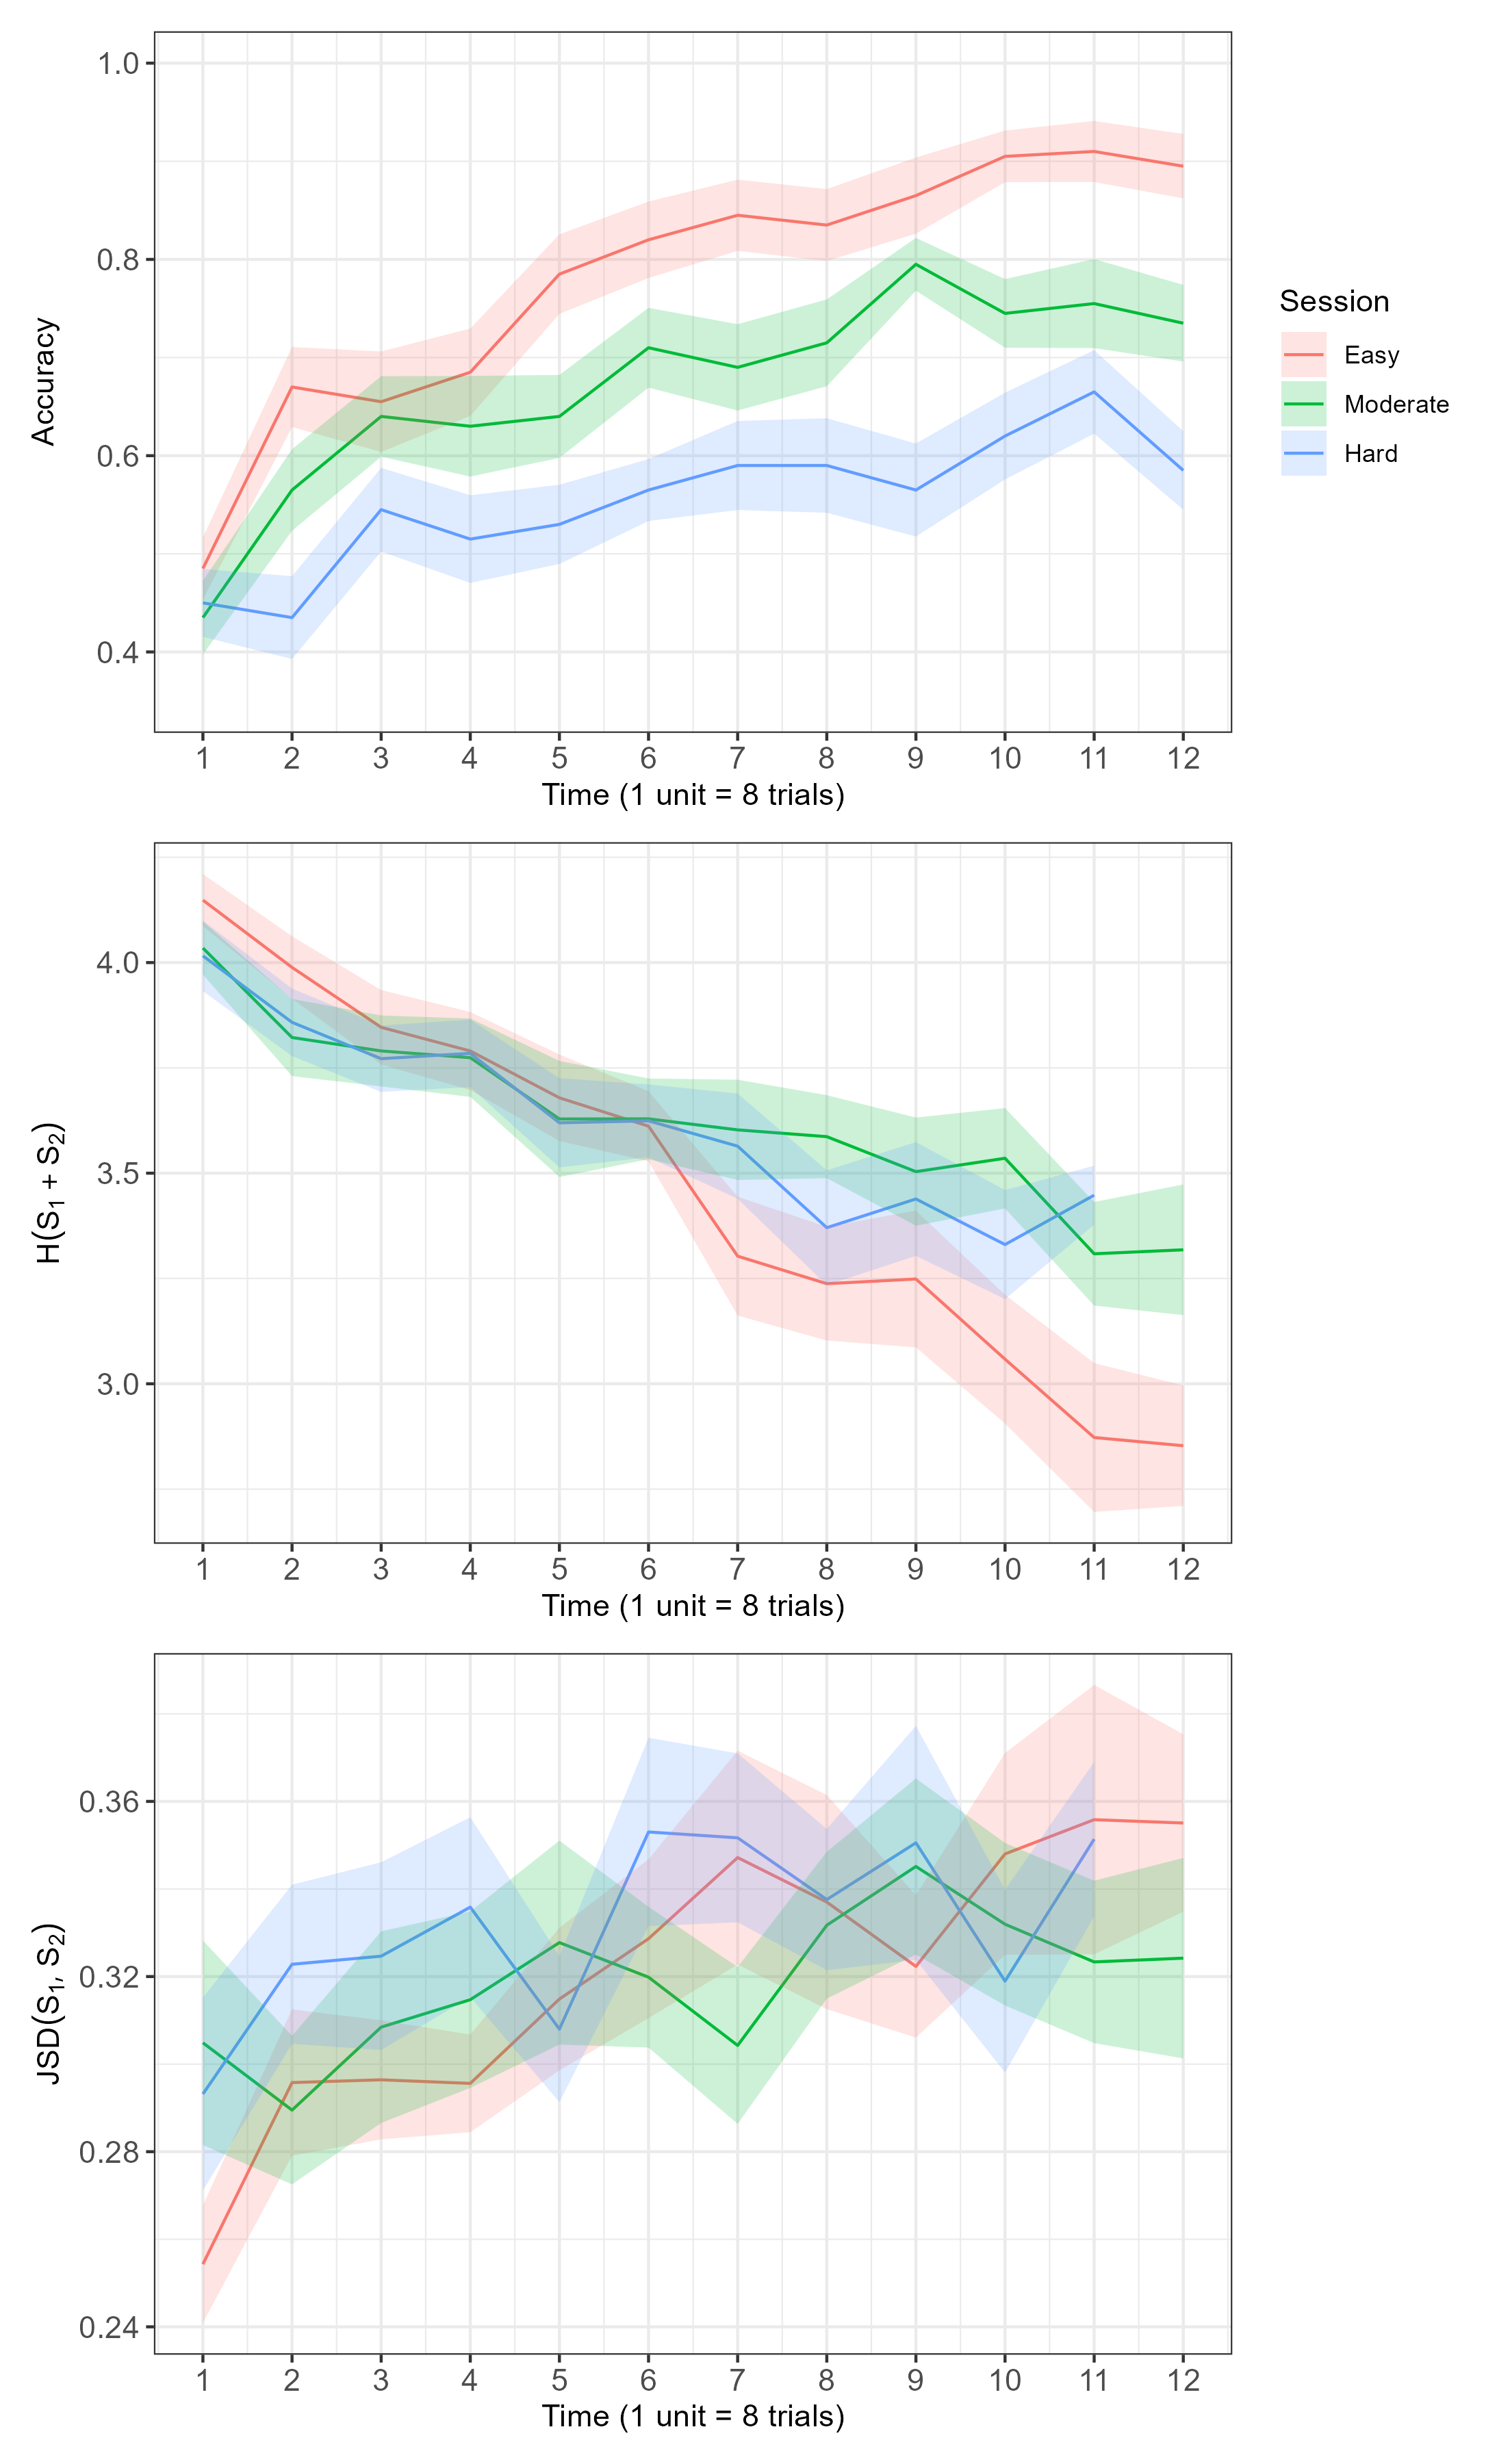 1.0
0.8
0.6
0.4
Accuracy
1 2 3 4 5 6 7 8 9 10 11 12
Time (1 unit = 8 trials)
Session
Easy
Moderate
Hard
4.0
3.5
3.0
H(S₁ + S₂)
1 2 3 4 5 6 7 8 9 10 11 12
Time (1 unit = 8 trials)
0.36
0.32
0.28
0.24
JSD(S₁, S₂)
1 2 3 4 5 6 7 8 9 10 11 12
Time (1 unit = 8 trials)